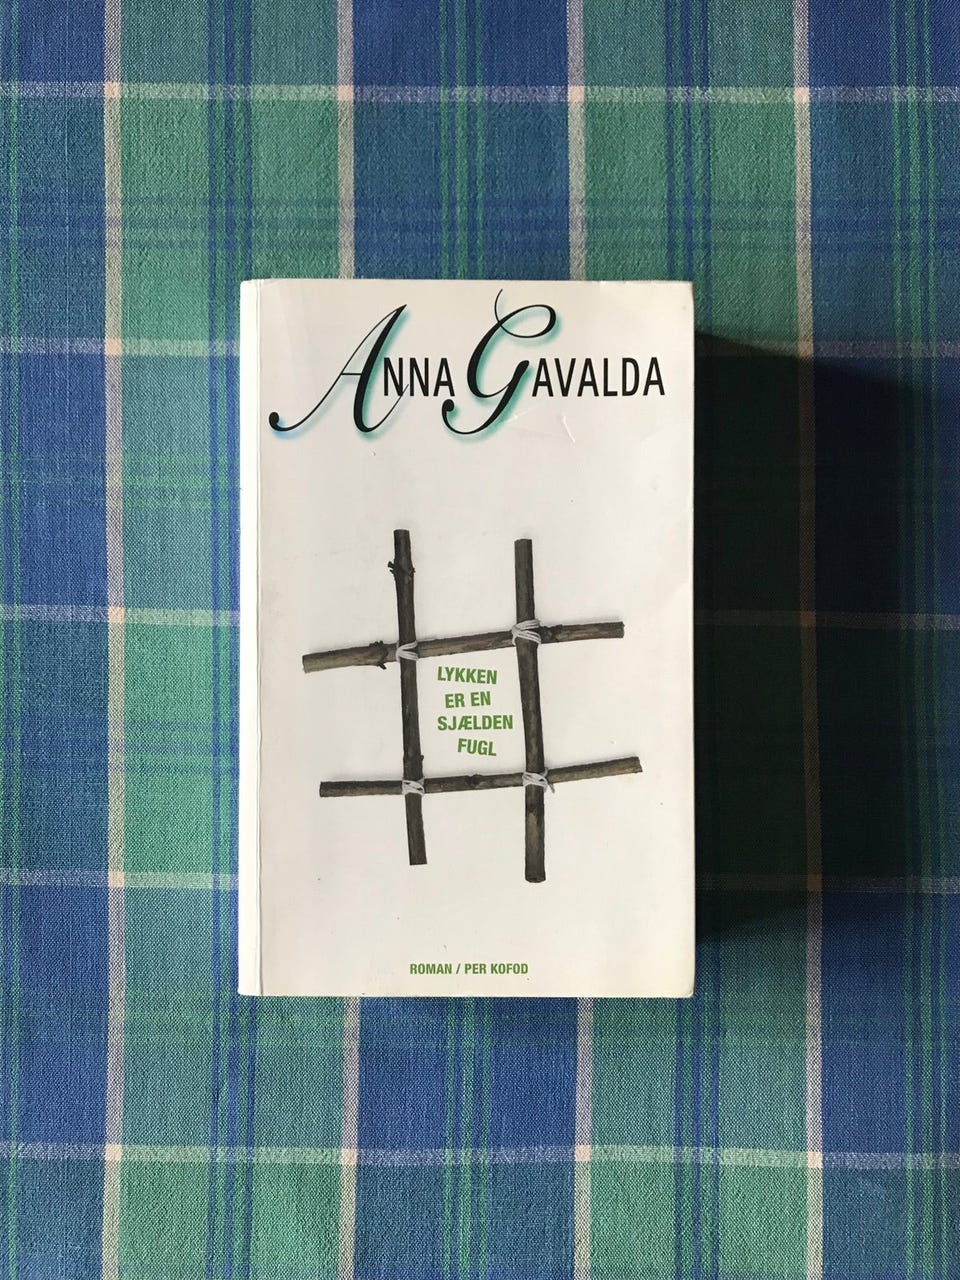 ANNA GAVALDA
LYKKEN
ER EN
SJÆLDEN
FUGL
ROMAN / PER KOFOD